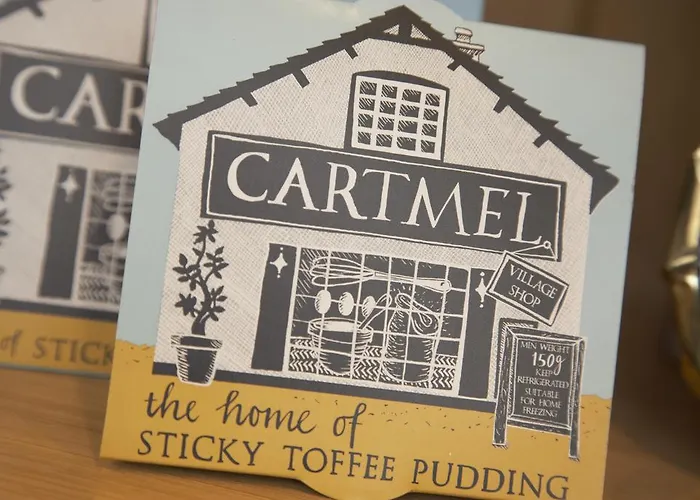 CARTMEL
VILLAGE
SHOP
MIN WEIGHT
150g
KEEP
REFRIGERATED
SUITABLE
FOR HOME
FREEZING
the home of
STICKY TOFFEE PUDDING
CAR
of STICK